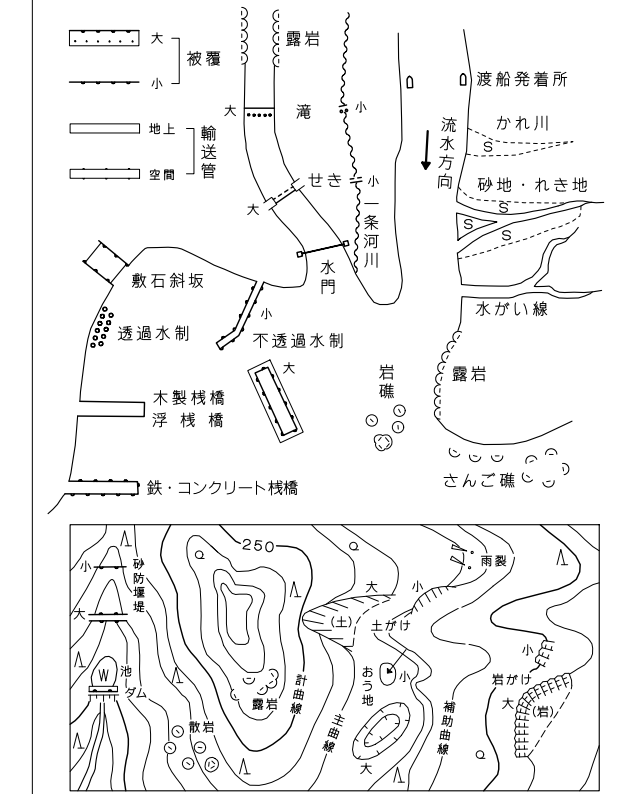 大
被覆
小
地上
輸送管
空間
露岩
大
滝
小
せき
小
大
一条河川
水門
流水方向
渡船発着所
かれ川
S
砂地・れき地
S
S
水がい線
敷石斜坂
透過水制
小
不透過水制
大
木製桟橋
浮桟橋
鉄・コンクリート桟橋
岩礁
露岩
さんご礁
小
砂防堰堤
大
W
池
ダム
250
Q
Q
大
小
雨裂
(土)
土がけ
おう地
小
大
計曲線
主曲線
補助曲線
露岩
散岩
小
岩がけ
大
(岩)
Q